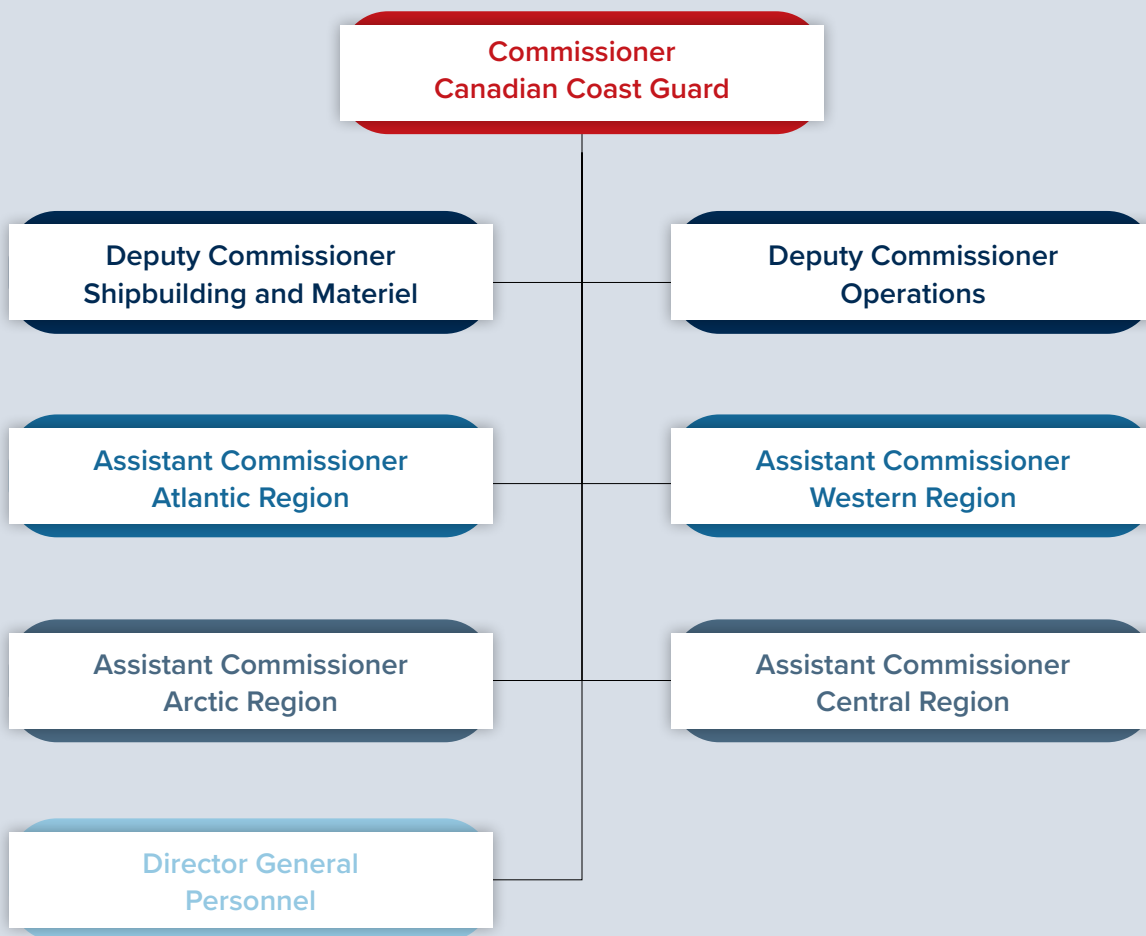 Commissioner
Canadian Coast Guard
Deputy Commissioner
Shipbuilding and Materiel
Deputy Commissioner
Operations
Assistant Commissioner
Atlantic Region
Assistant Commissioner
Western Region
Assistant Commissioner
Arctic Region
Assistant Commissioner
Central Region
Director General
Personnel